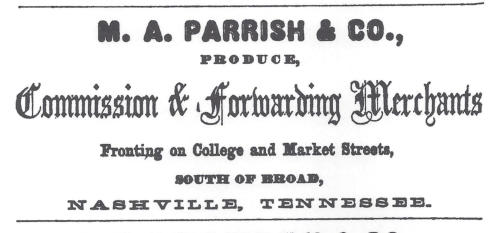 M. A. PARRISH & CO.,
PRODUCE,
Commission & Forwarding Merchants
Fronting on College and Market Streets,
SOUTH OF BROAD,
NASHVILLE, TENNESSEE.